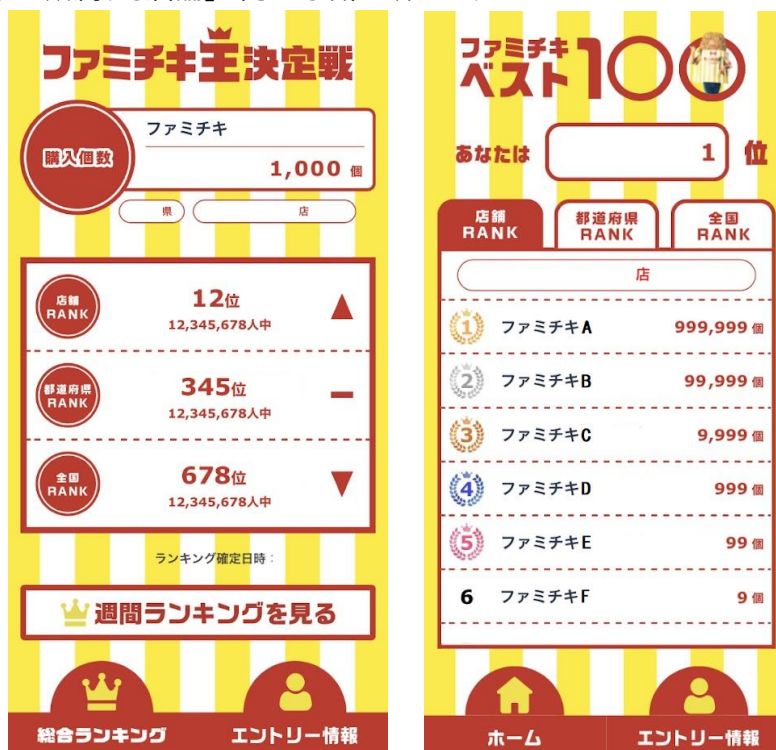 ファミチキ王決定戦
購入個数
ファミチキ
1,000 個
県
店
店舗
RANK
12位
12,345,678人中
▲
都道府県
RANK
345位
12,345,678人中
ー
全国
RANK
678位
12,345,678人中
▼
ランキング確定日時：
週間ランキングを見る
総合ランキング
エントリー情報
ファミチキ
ベスト100
あなたは
1
位
店舗
RANK
都道府県
RANK
全国
RANK
店
1 ファミチキA 999,999 個
2 ファミチキB 99,999 個
3 ファミチキC 9,999 個
4 ファミチキD 999 個
5 ファミチキE 99 個
6 ファミチキF 9 個
ホーム
エントリー情報